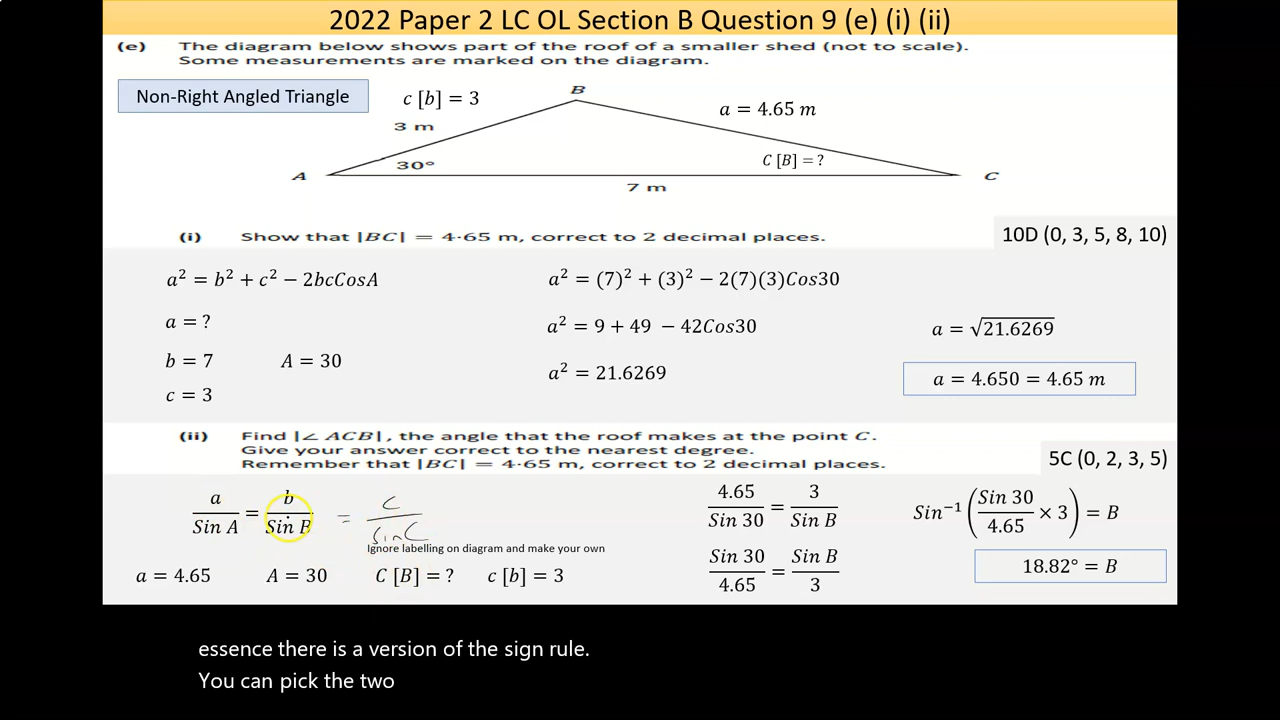 2022 Paper 2 LC OL Section B Question 9 (e) (i) (ii)
(e) The diagram below shows part of the roof of a smaller shed (not to scale).
Some measurements are marked on the diagram.
Non-Right Angled Triangle
c [b] = 3
B
a = 4.65 m
3 m
30°
C [B] = ?
A
C
7 m
(i) Show that |BC| = 4·65 m, correct to 2 decimal places.
10D (0, 3, 5, 8, 10)
a² = b² + c² − 2bcCosA
a² = (7)² + (3)² − 2(7)(3)Cos30
a = ?
a² = 9 + 49 − 42Cos30
a = √21.6269
b = 7 A = 30
a² = 21.6269
a = 4.650 = 4.65 m
c = 3
(ii) Find |∠ ACB|, the angle that the roof makes at the point C.
Give your answer correct to the nearest degree.
Remember that |BC| = 4·65 m, correct to 2 decimal places.
5C (0, 2, 3, 5)
a/Sin A = b/Sin B = c/sin C
4.65/Sin 30 = 3/Sin B
Sin⁻¹(Sin 30/4.65 × 3) = B
Ignore labelling on diagram and make your own
a = 4.65 A = 30 C [B] = ? c [b] = 3
Sin 30/4.65 = Sin B/3
18.82° = B
essence there is a version of the sign rule.
You can pick the two